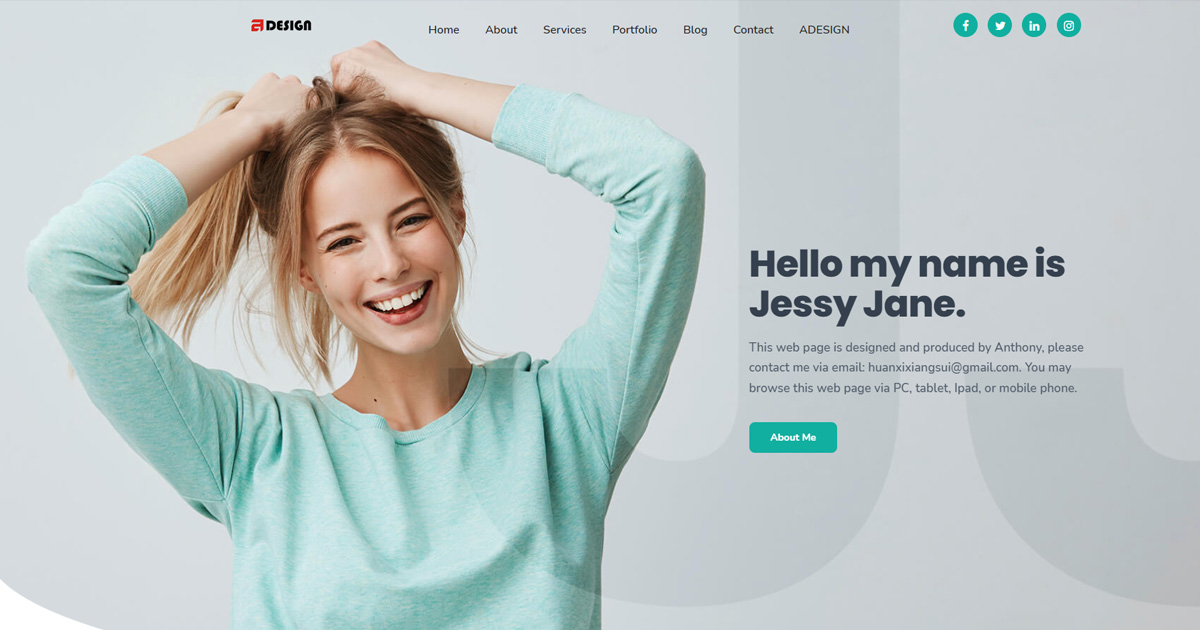 DESIGN
Home About Services Portfolio Blog Contact ADESIGN
Hello my name is
Jessy Jane.
This web page is designed and produced by Anthony, please
contact me via email: huanxixiangsui@gmail.com. You may
browse this web page via PC, tablet, Ipad, or mobile phone.
About Me